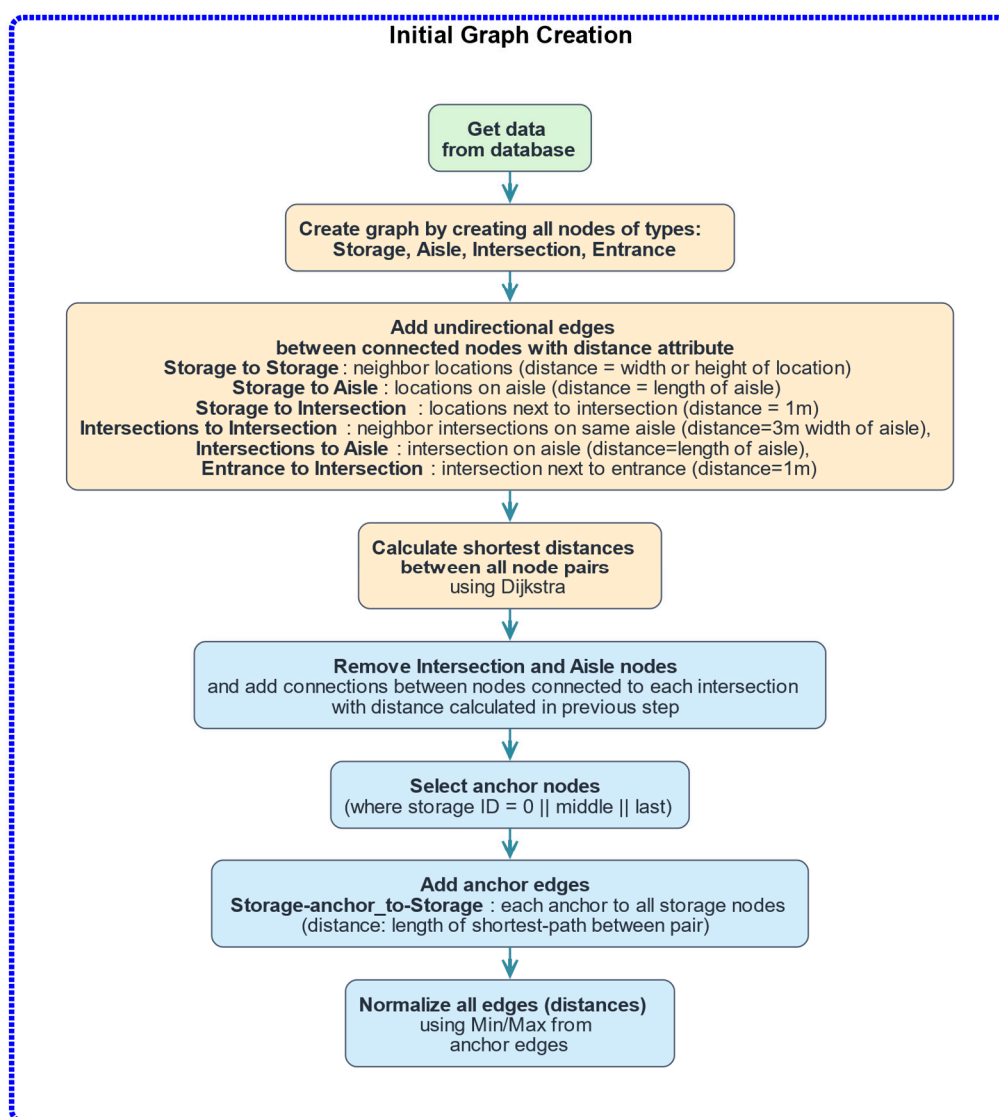 Initial Graph Creation
Get data
from database
Create graph by creating all nodes of types:
Storage, Aisle, Intersection, Entrance
Add undirectional edges
between connected nodes with distance attribute
Storage to Storage : neighbor locations (distance = width or height of location)
Storage to Aisle : locations on aisle (distance = length of aisle)
Storage to Intersection : locations next to intersection (distance = 1m)
Intersections to Intersection : neighbor intersections on same aisle (distance=3m width of aisle),
Intersections to Aisle : intersection on aisle (distance=length of aisle),
Entrance to Intersection : intersection next to entrance (distance=1m)
Calculate shortest distances
between all node pairs
using Dijkstra
Remove Intersection and Aisle nodes
and add connections between nodes connected to each intersection
with distance calculated in previous step
Select anchor nodes
(where storage ID = 0 || middle || last)
Add anchor edges
Storage-anchor_to-Storage : each anchor to all storage nodes
(distance: length of shortest-path between pair)
Normalize all edges (distances)
using Min/Max from
anchor edges